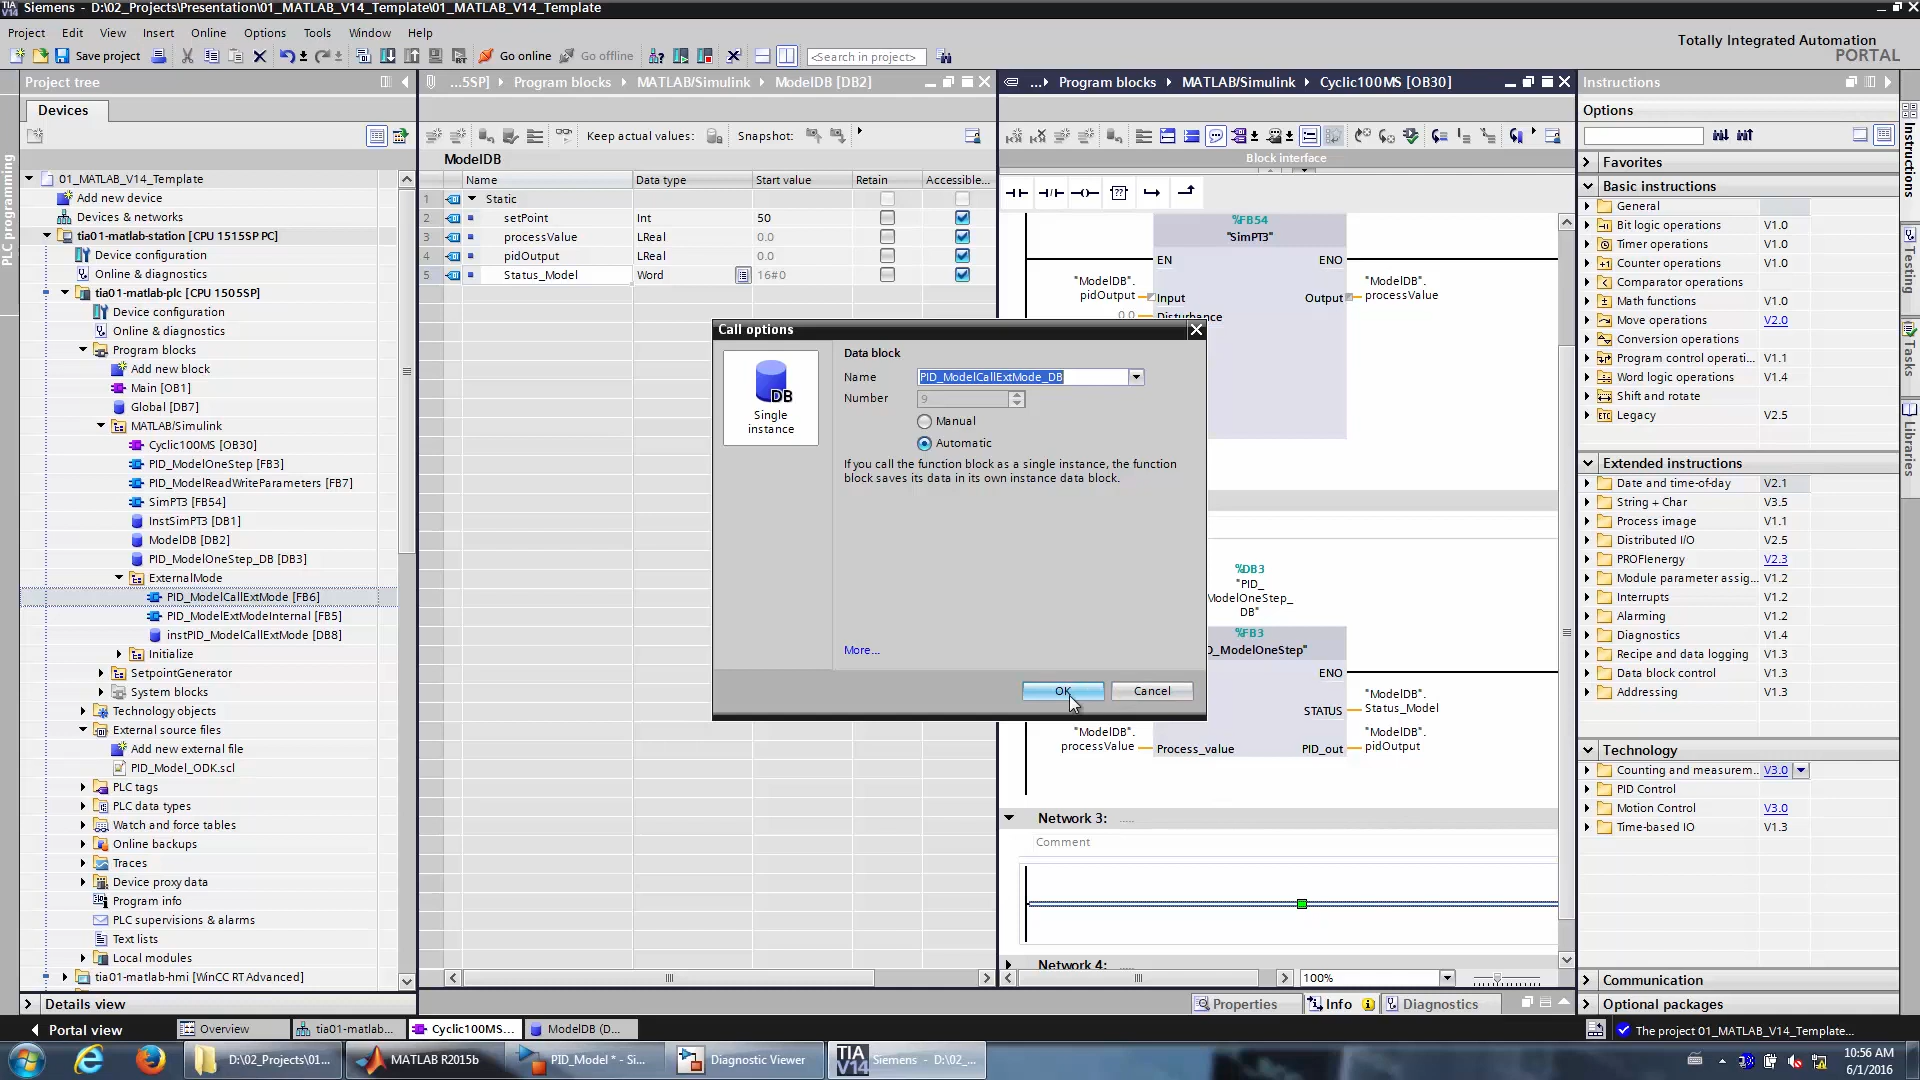 Siemens - D:\02_Projects\Presentation\01_MATLAB_V14_Template\01_MATLAB_V14_Template
Project Edit View Insert Online Options Tools Window Help
Totally Integrated Automation
PORTAL
Save project
Go online
Go offline
<Search in project>
Project tree
Devices
PLC programming
01_MATLAB_V14_Template
Add new device
Devices & networks
tia01-matlab-station [CPU 1515SP PC]
Device configuration
Online & diagnostics
tia01-matlab-plc [CPU 1505SP]
Device configuration
Online & diagnostics
Program blocks
Add new block
Main [OB1]
Global [DB7]
MATLAB/Simulink
Cyclic100MS [OB30]
PID_ModelOneStep [FB3]
PID_ModelReadWriteParameters [FB7]
SimPT3 [FB54]
InstSimPT3 [DB1]
ModelDB [DB2]
PID_ModelOneStep_DB [DB3]
ExternalMode
PID_ModelCallExtMode [FB6]
PID_ModelExtModeInternal [FB5]
instPID_ModelCallExtMode [DB8]
Initialize
SetpointGenerator
System blocks
Technology objects
External source files
Add new external file
PID_Model_ODK.scl
PLC tags
PLC data types
Watch and force tables
Online backups
Traces
Device proxy data
Program info
PLC supervisions & alarms
Text lists
Local modules
tia01-matlab-hmi [WinCC RT Advanced]
Details view
...5SP] Program blocks MATLAB/Simulink ModelDB [DB2]
Keep actual values:
Snapshot:
ModelDB
Name Data type Start value Retain Accessible...
1 Static
2 setPoint Int 50
3 processValue LReal 0.0
4 pidOutput LReal 0.0
5 Status_Model Word 16#0
... Program blocks MATLAB/Simulink Cyclic100MS [OB30]
Block interface
??
%FB54
"SimPT3"
EN ENO
"ModelDB".
pidOutput Input
0.0 Disturbance
Output "ModelDB".
processValue
Call options
Single
instance
DB
Data block
Name PID_ModelCallExtMode_DB
Number 9
Manual
Automatic
If you call the function block as a single instance, the function
block saves its data in its own instance data block.
More...
OK Cancel
%DB3
"PID_
ModelOneStep_
DB"
%FB3
D_ModelOneStep"
ENO
STATUS "ModelDB".
Status_Model
"ModelDB".
processValue Process_value
PID_out "ModelDB".
pidOutput
Network 3: .....
Comment
Network 4:
100%
Properties
Info
Diagnostics
Instructions
Options
Favorites
Basic instructions
General
Bit logic operations V1.0
Timer operations V1.0
Counter operations V1.0
Comparator operations
Math functions V1.0
Move operations V2.0
Conversion operations
Program control operati... V1.1
Word logic operations V1.4
Shift and rotate
Legacy V2.5
Extended instructions
Date and time-of-day V2.1
String + Char V3.5
Process image V1.1
Distributed I/O V2.5
PROFIenergy V2.3
Module parameter assig... V1.2
Interrupts V1.2
Alarming V1.2
Diagnostics V1.4
Recipe and data logging V1.3
Data block control V1.3
Addressing V1.3
Technology
Counting and measurem... V3.0
PID Control
Motion Control V3.0
Time-based IO V1.3
Communication
Optional packages
Instructions
Testing
Tasks
Libraries
Portal view
Overview
tia01-matlab...
Cyclic100MS...
ModelDB (D...
The project 01_MATLAB_V14_Template...
D:\02_Projects\01...
MATLAB R2015b
PID_Model * - Si...
Diagnostic Viewer
TIA
V14
Siemens - D:\02_...
10:56 AM
6/1/2016